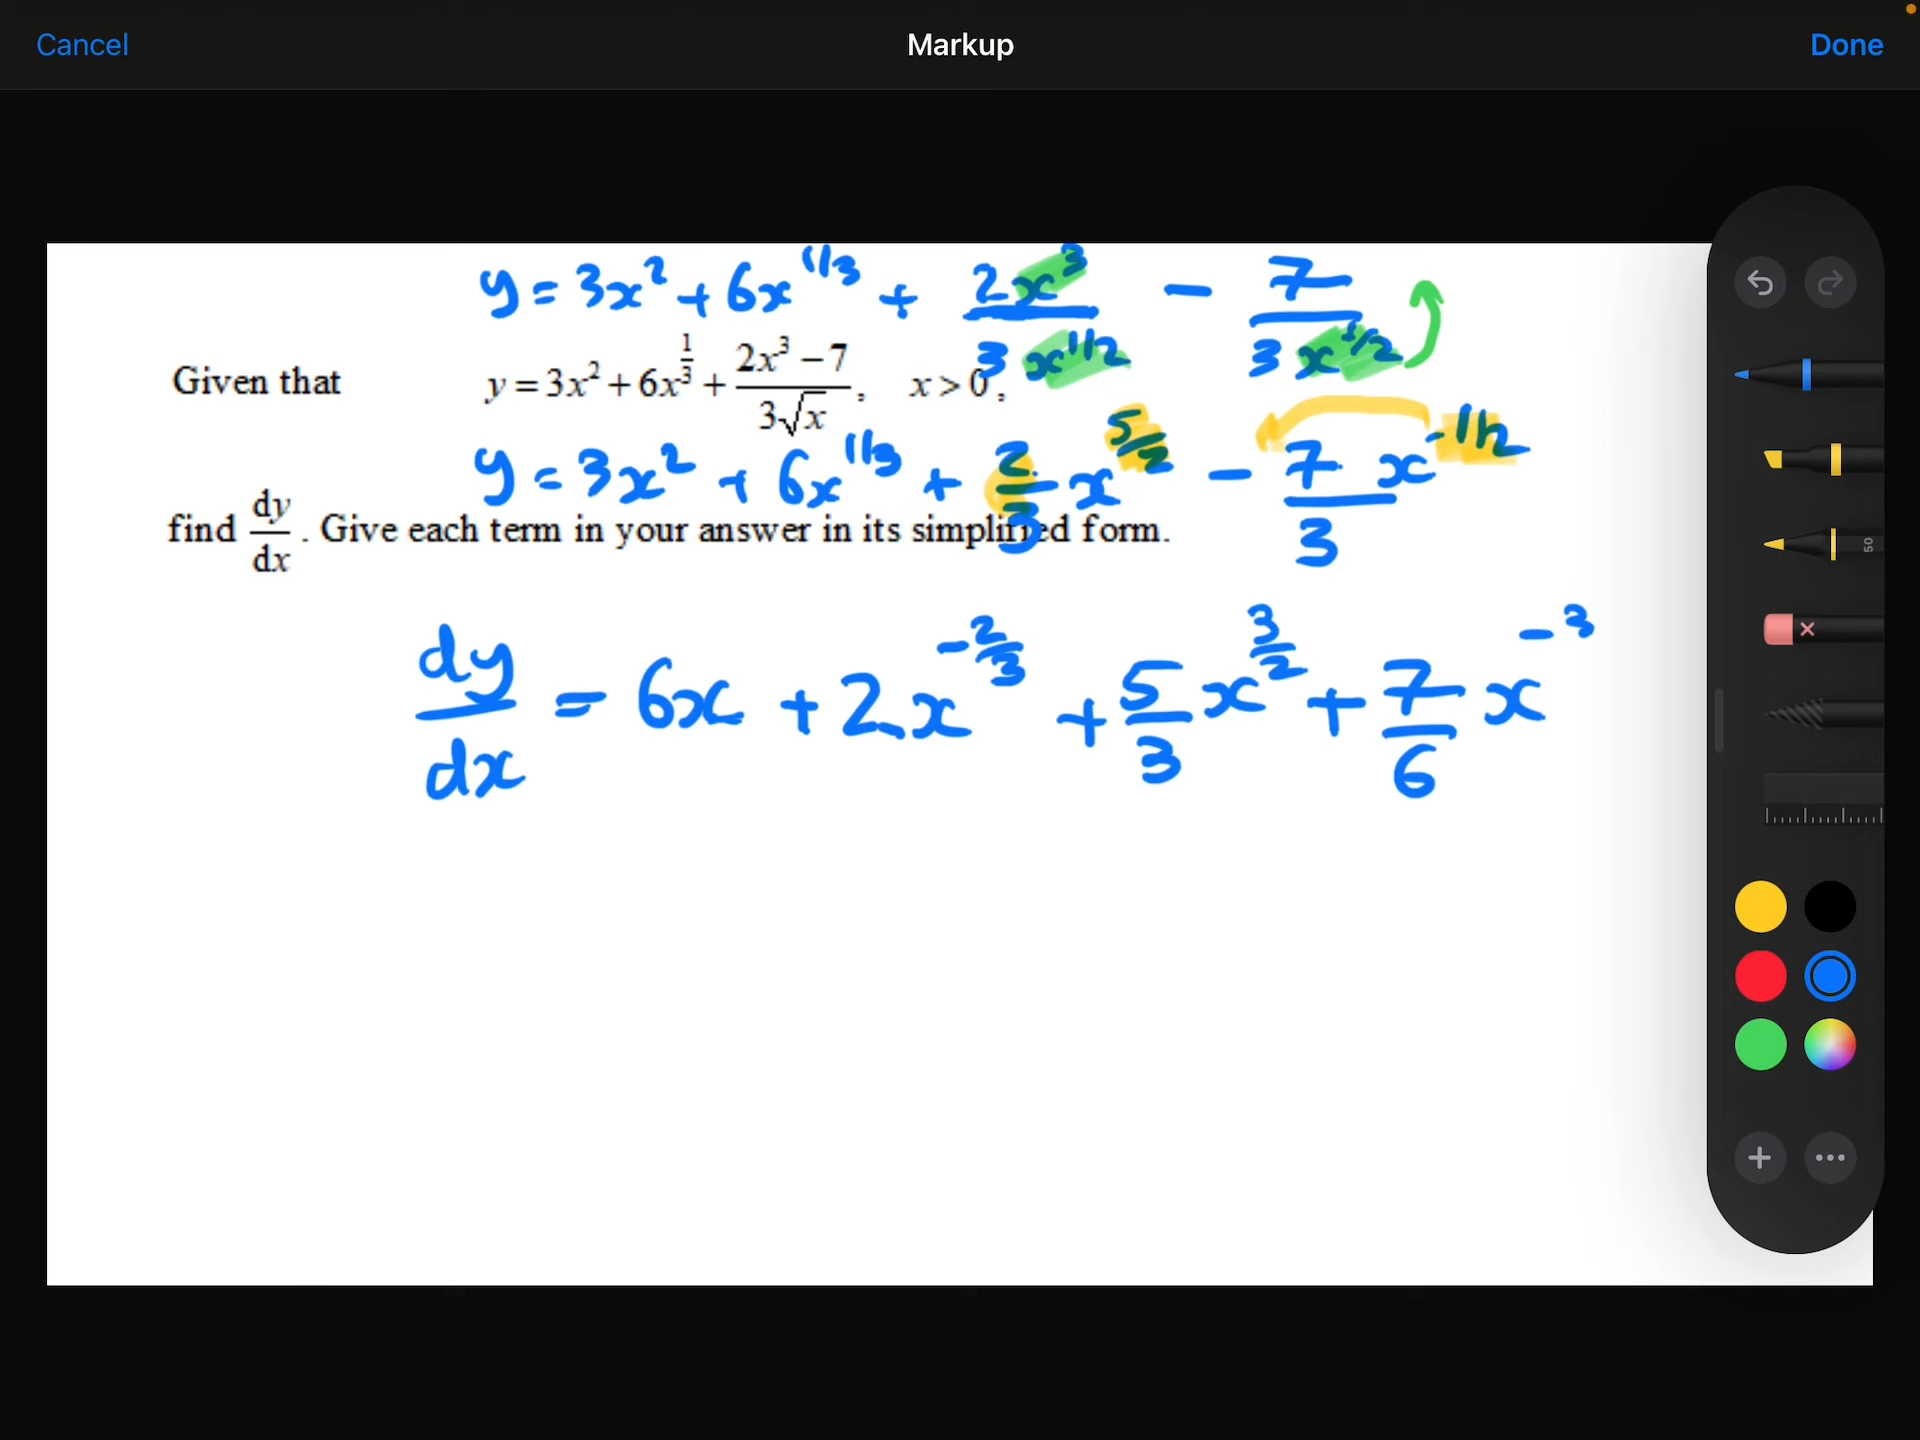 Cancel Markup Done
y = 3x² + 6x^1/3 + 2x³/3x^1/2 − 7/3x^1/2
Given that y = 3x² + 6x^(1/3) + (2x³ − 7)/(3√x), x > 0,
y = 3x² + 6x^1/3 + 2/3 x^5/2 − 7/3 x^-1/2
find dy/dx. Give each term in your answer in its simplified form.
dy/dx = 6x + 2x^-2/3 + 5/3 x^3/2 + 7/6 x^-3
50